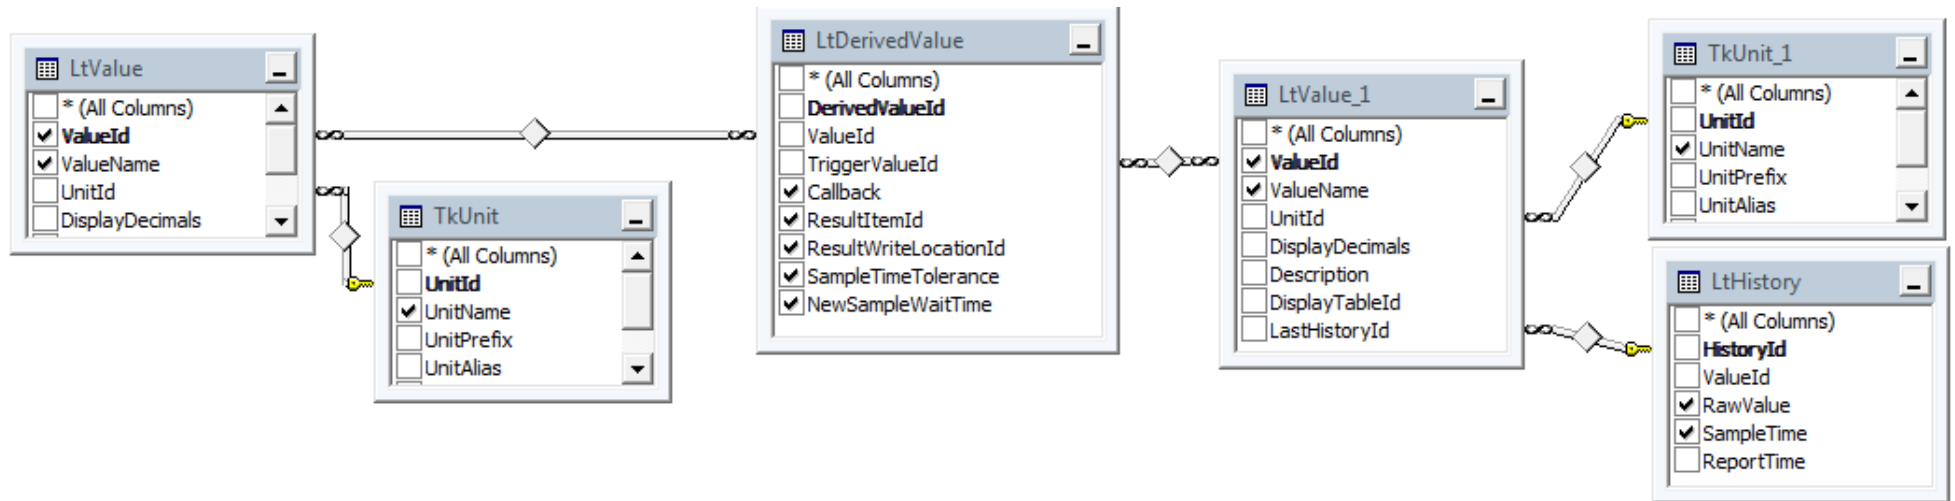 LtValue
* (All Columns)
ValueId
ValueName
UnitId
DisplayDecimals
TkUnit
* (All Columns)
UnitId
UnitName
UnitPrefix
UnitAlias
LtDerivedValue
* (All Columns)
DerivedValueId
ValueId
TriggerValueId
Callback
ResultItemId
ResultWriteLocationId
SampleTimeTolerance
NewSampleWaitTime
LtValue_1
* (All Columns)
ValueId
ValueName
UnitId
DisplayDecimals
Description
DisplayTableId
LastHistoryId
TkUnit_1
* (All Columns)
UnitId
UnitName
UnitPrefix
UnitAlias
LtHistory
* (All Columns)
HistoryId
ValueId
RawValue
SampleTime
ReportTime